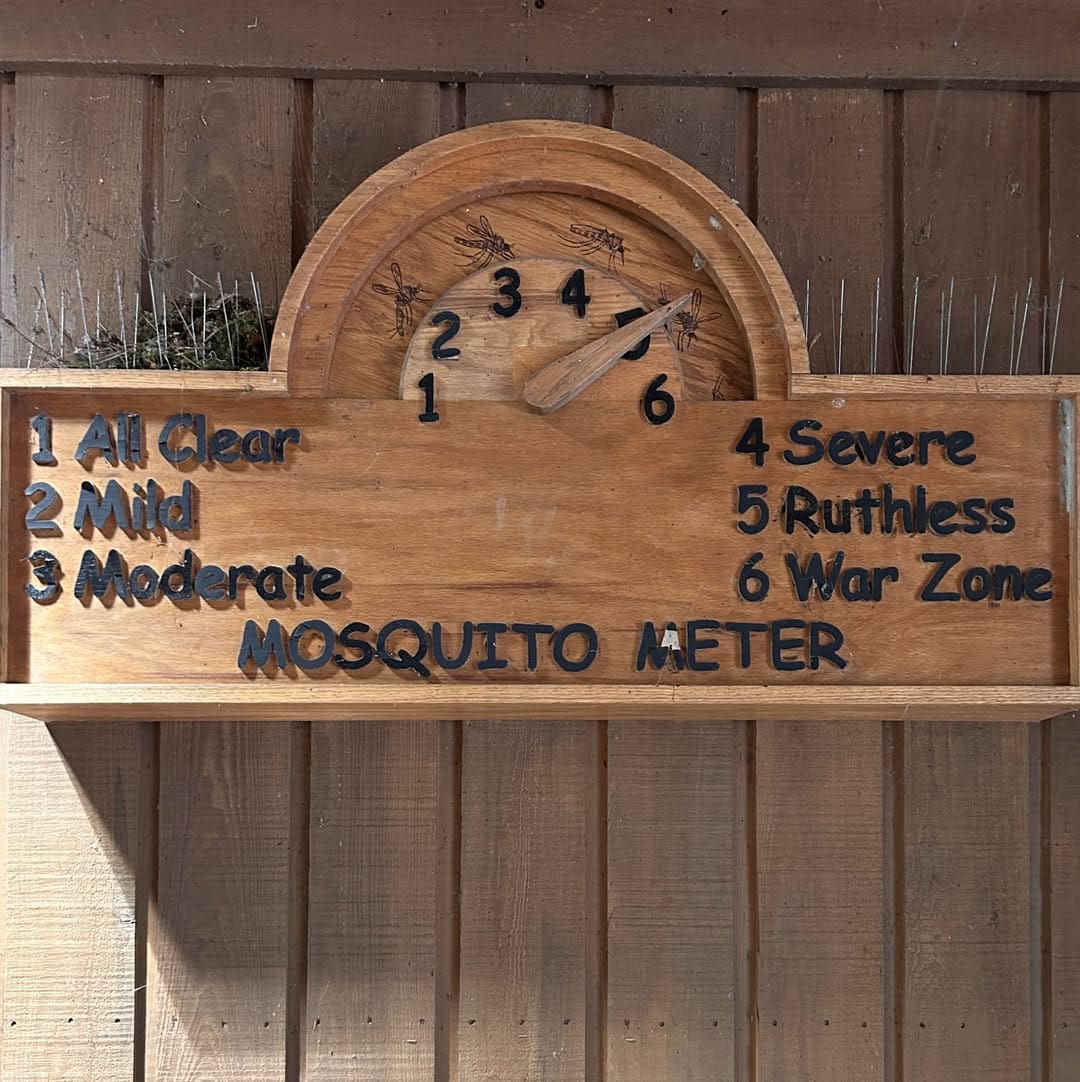 3 4
2 5
1 6
1 All Clear
2 Mild
3 Moderate
4 Severe
5 Ruthless
6 War Zone
MOSQUITO METER